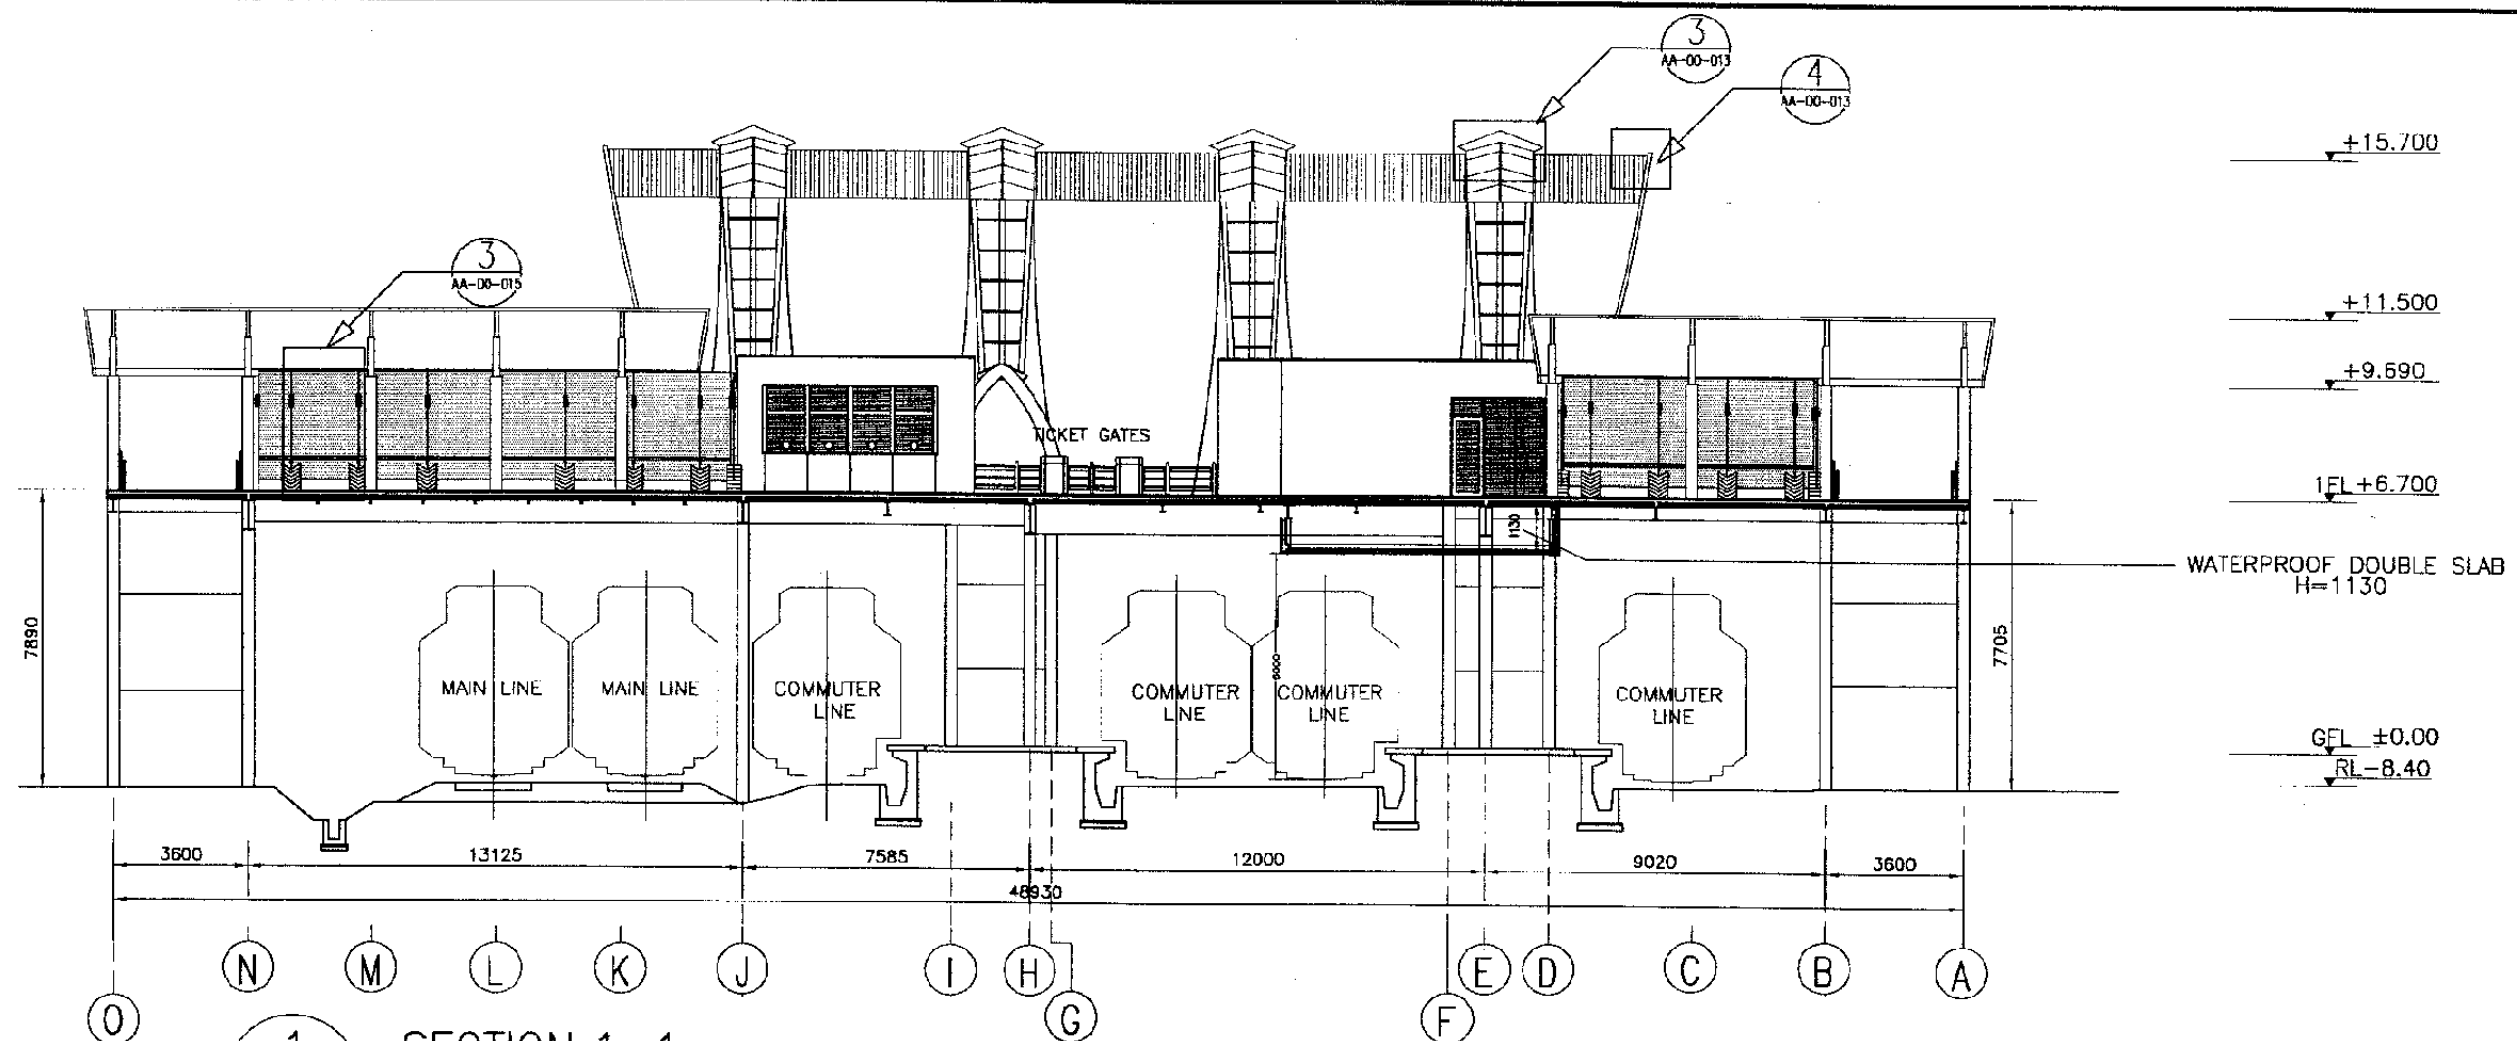 3
AA-00-013
4
AA-00-013
+15.700
3
AA-00-015
+11.500
+9.690
TICKET GATES
1FL+6.700
1130
WATERPROOF DOUBLE SLAB
H=1130
7890
MAIN LINE
MAIN LINE
COMMUTER
LINE
COMMUTER
LINE
6000
COMMUTER
LINE
COMMUTER
LINE
7705
GFL ±0.00
RL-8.40
3600
13125
7585
12000
9020
3600
48930
N
M
L
K
J
I
H
E
D
C
B
A
O
G
F
1
SECTION 1-1